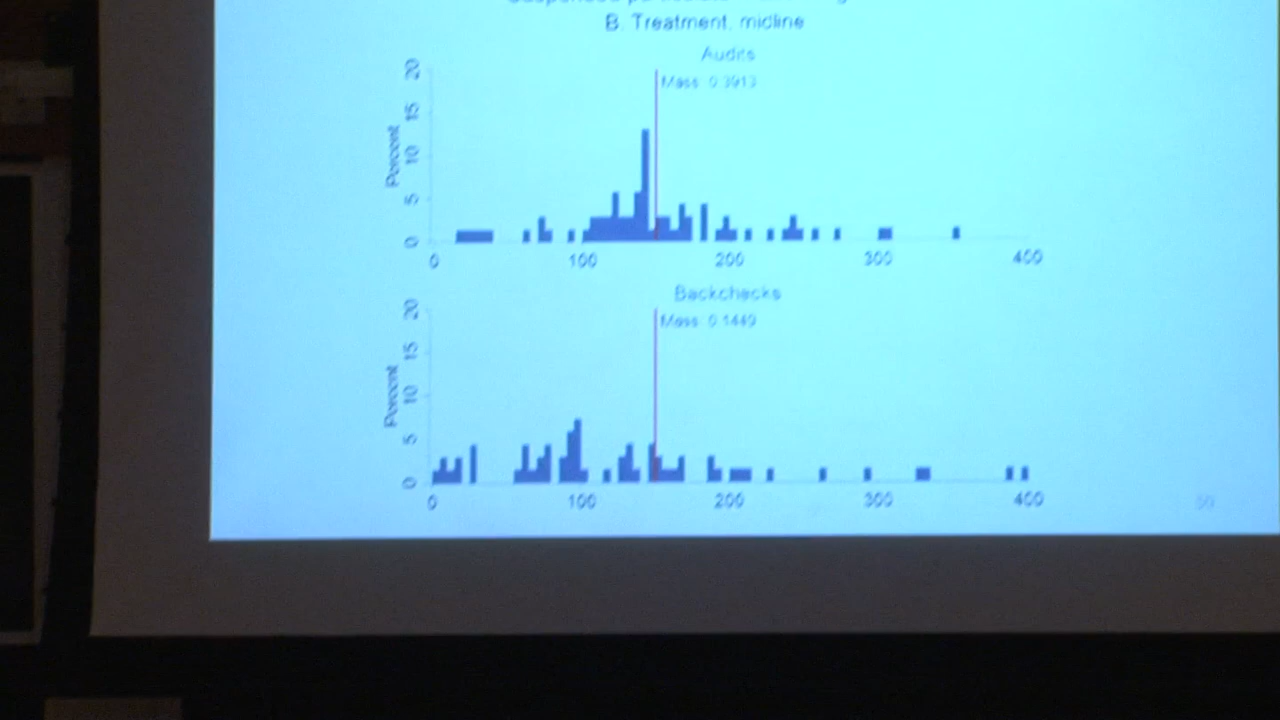 B. Treatment, midline
Audits
Mass: 0.3913
Percent
0 5 10 15 20
0 100 200 300 400
Backchecks
Mass: 0.1449
Percent
0 5 10 15 20
0 100 200 300 400